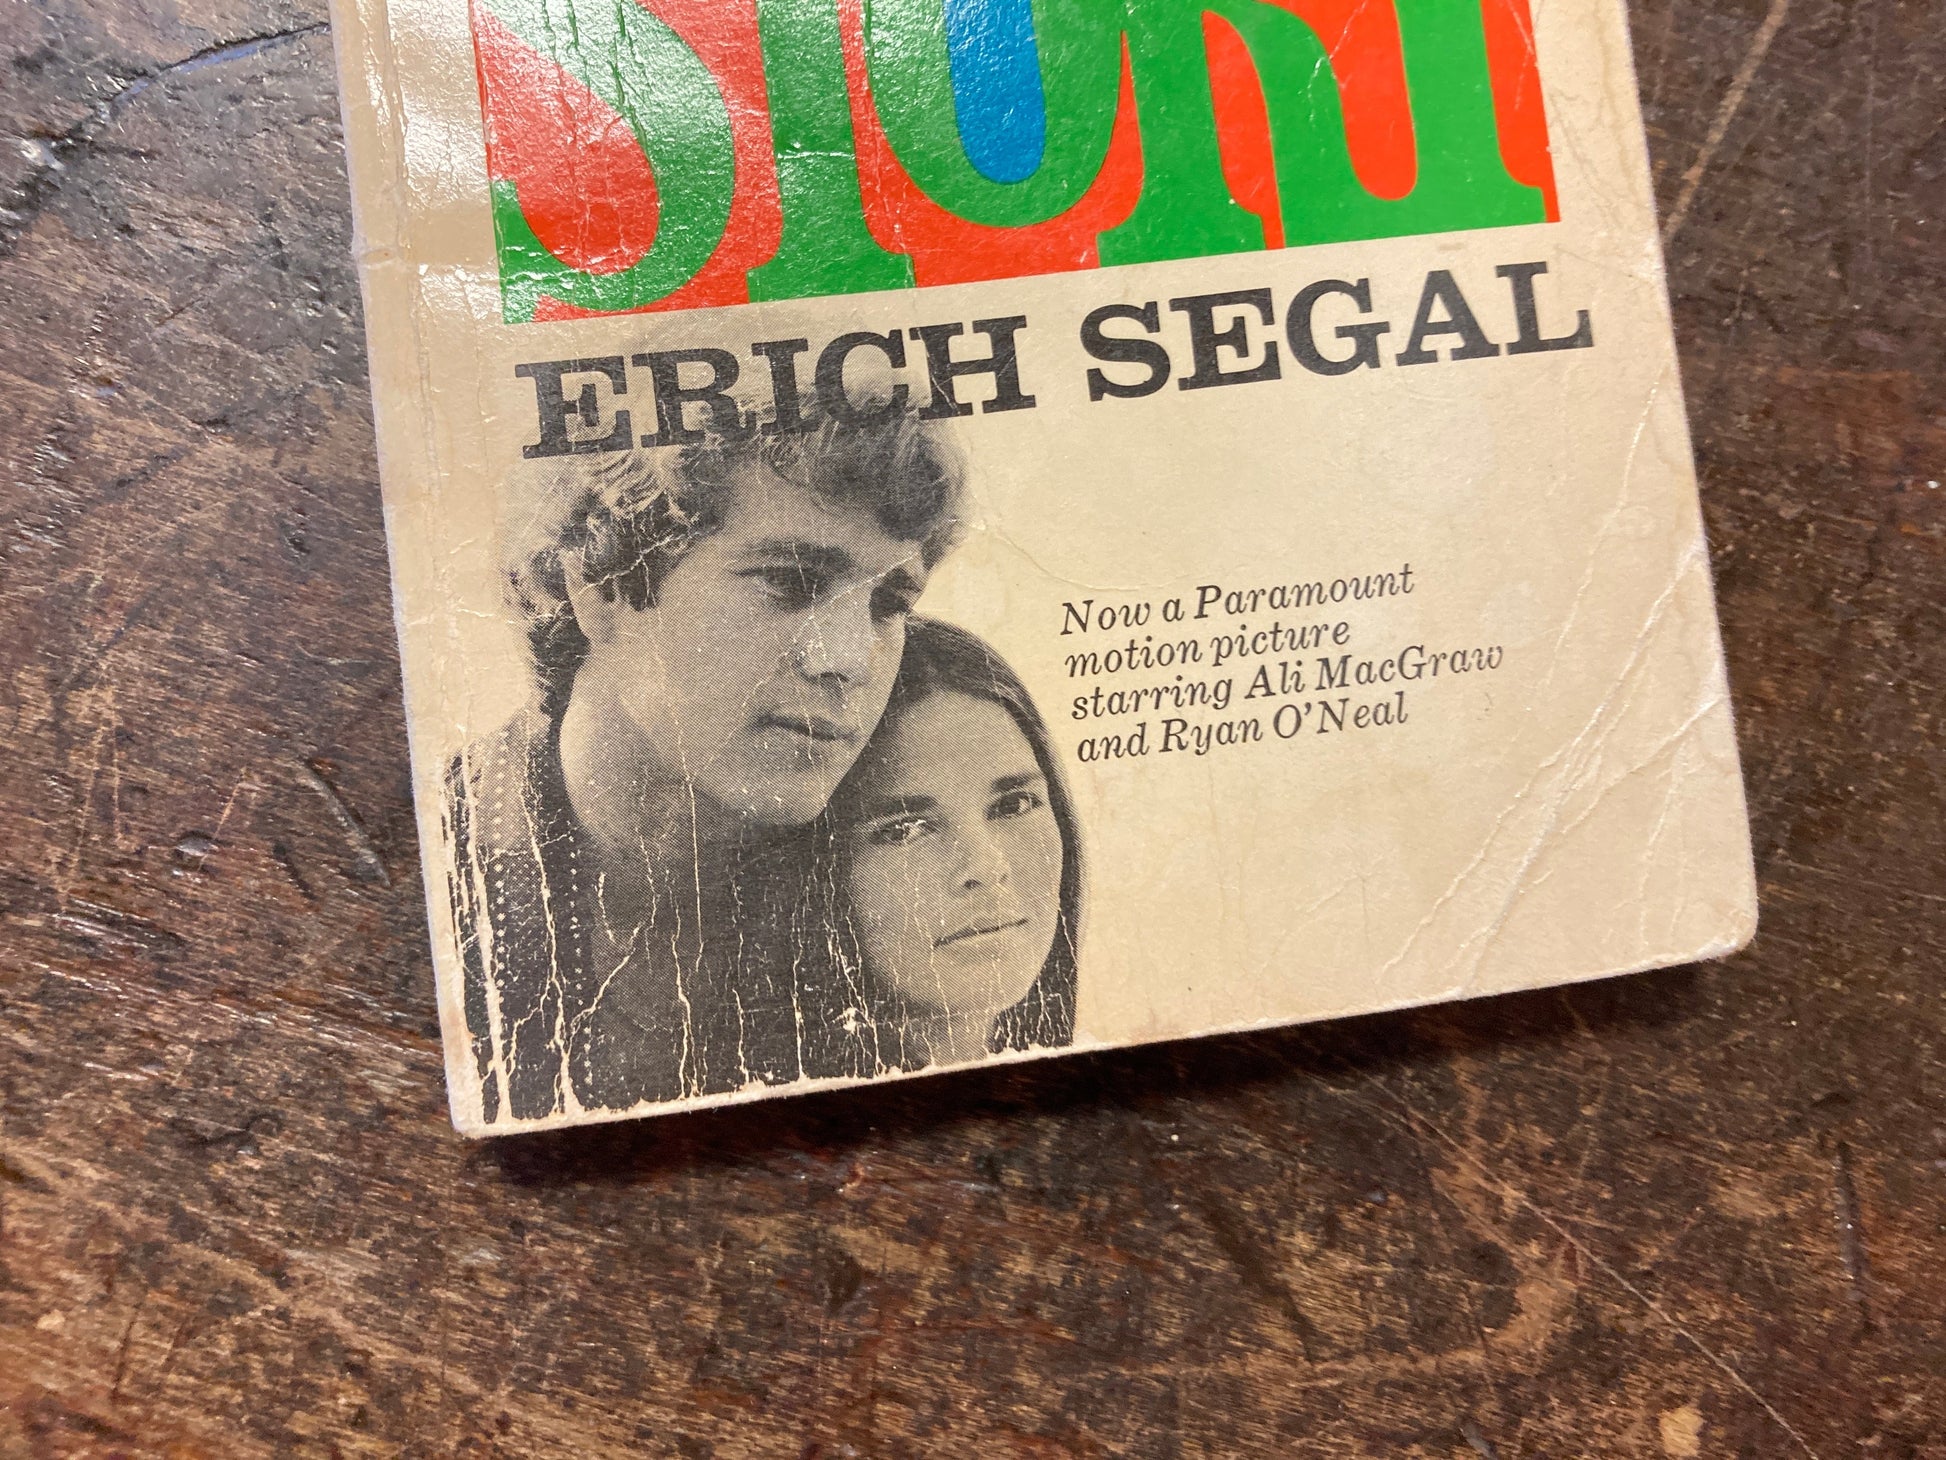 STORY
ERICH SEGAL
Now a Paramount
motion picture
starring Ali MacGraw
and Ryan O'Neal